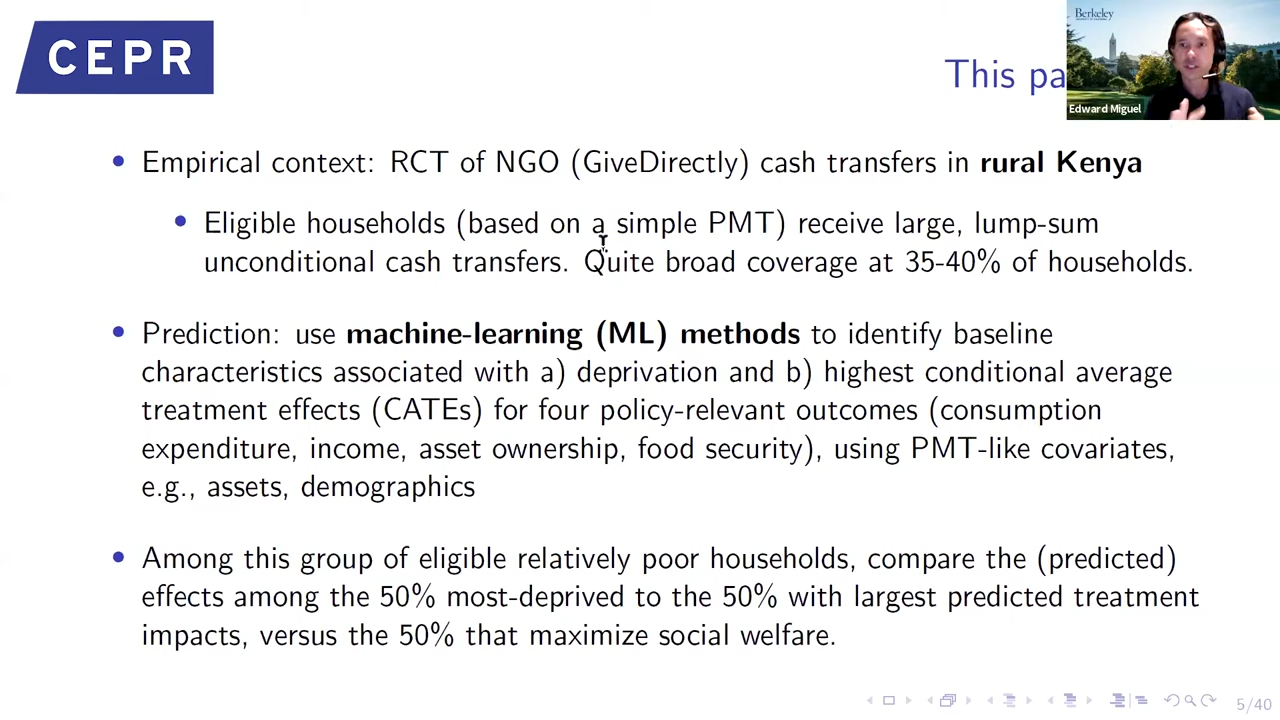 CEPR
This pa
Berkeley
Edward Miguel
• Empirical context: RCT of NGO (GiveDirectly) cash transfers in rural Kenya
• Eligible households (based on a simple PMT) receive large, lump-sum
unconditional cash transfers. Quite broad coverage at 35-40% of households.
• Prediction: use machine-learning (ML) methods to identify baseline
characteristics associated with a) deprivation and b) highest conditional average
treatment effects (CATEs) for four policy-relevant outcomes (consumption
expenditure, income, asset ownership, food security), using PMT-like covariates,
e.g., assets, demographics
• Among this group of eligible relatively poor households, compare the (predicted)
effects among the 50% most-deprived to the 50% with largest predicted treatment
impacts, versus the 50% that maximize social welfare.
5/40